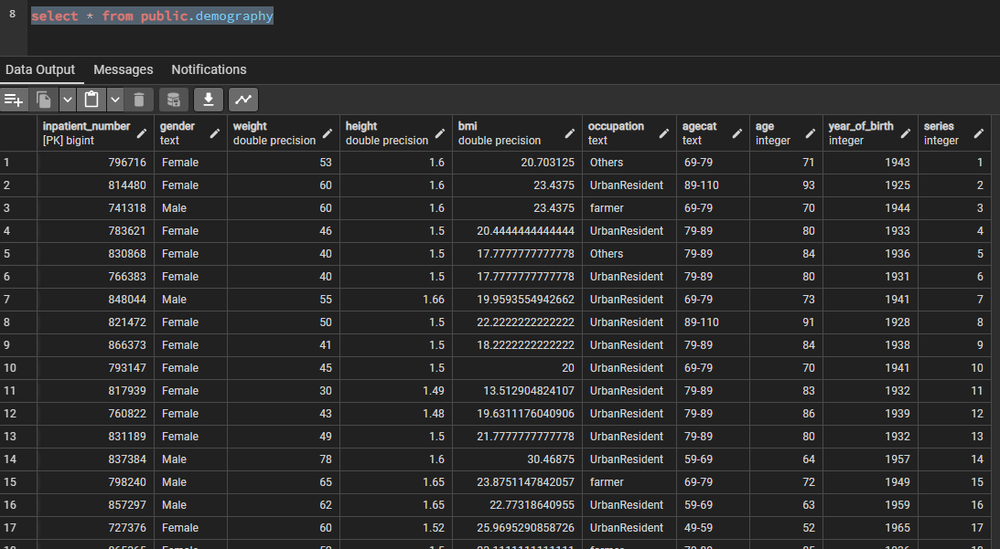 8 select * from public.demography
Data Output Messages Notifications
inpatient_number gender weight height bmi occupation agecat age year_of_birth series
[PK] bigint text double precision double precision double precision text text integer integer integer
1 796716 Female 53 1.6 20.703125 Others 69-79 71 1943 1
2 814480 Female 60 1.6 23.4375 UrbanResident 89-110 93 1925 2
3 741318 Male 60 1.6 23.4375 farmer 69-79 70 1944 3
4 783621 Female 46 1.5 20.4444444444444 UrbanResident 79-89 80 1933 4
5 830868 Female 40 1.5 17.7777777777778 Others 79-89 84 1936 5
6 766383 Female 40 1.5 17.7777777777778 UrbanResident 79-89 80 1931 6
7 848044 Male 55 1.66 19.9593554942662 UrbanResident 69-79 73 1941 7
8 821472 Female 50 1.5 22.2222222222222 UrbanResident 89-110 91 1928 8
9 866373 Female 41 1.5 18.2222222222222 UrbanResident 79-89 84 1938 9
10 793147 Female 45 1.5 20 UrbanResident 69-79 70 1941 10
11 817939 Female 30 1.49 13.512904824107 UrbanResident 79-89 83 1932 11
12 760822 Female 43 1.48 19.6311176040906 UrbanResident 79-89 86 1939 12
13 831189 Female 49 1.5 21.7777777777778 UrbanResident 79-89 80 1932 13
14 837384 Male 78 1.6 30.46875 UrbanResident 59-69 64 1957 14
15 798240 Male 65 1.65 23.8751147842057 farmer 69-79 72 1949 15
16 857297 Male 62 1.65 22.77318640955 UrbanResident 59-69 63 1959 16
17 727376 Female 60 1.52 25.9695290858726 UrbanResident 49-59 52 1965 17